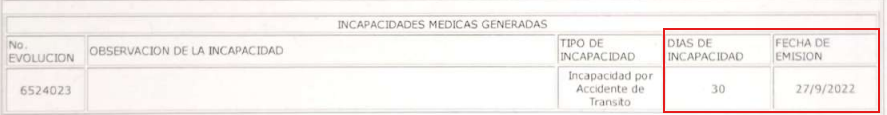 INCAPACIDADES MEDICAS GENERADAS
No. EVOLUCION OBSERVACION DE LA INCAPACIDAD TIPO DE INCAPACIDAD DIAS DE INCAPACIDAD FECHA DE EMISION
6524023 Incapacidad por Accidente de Transito 30 27/9/2022